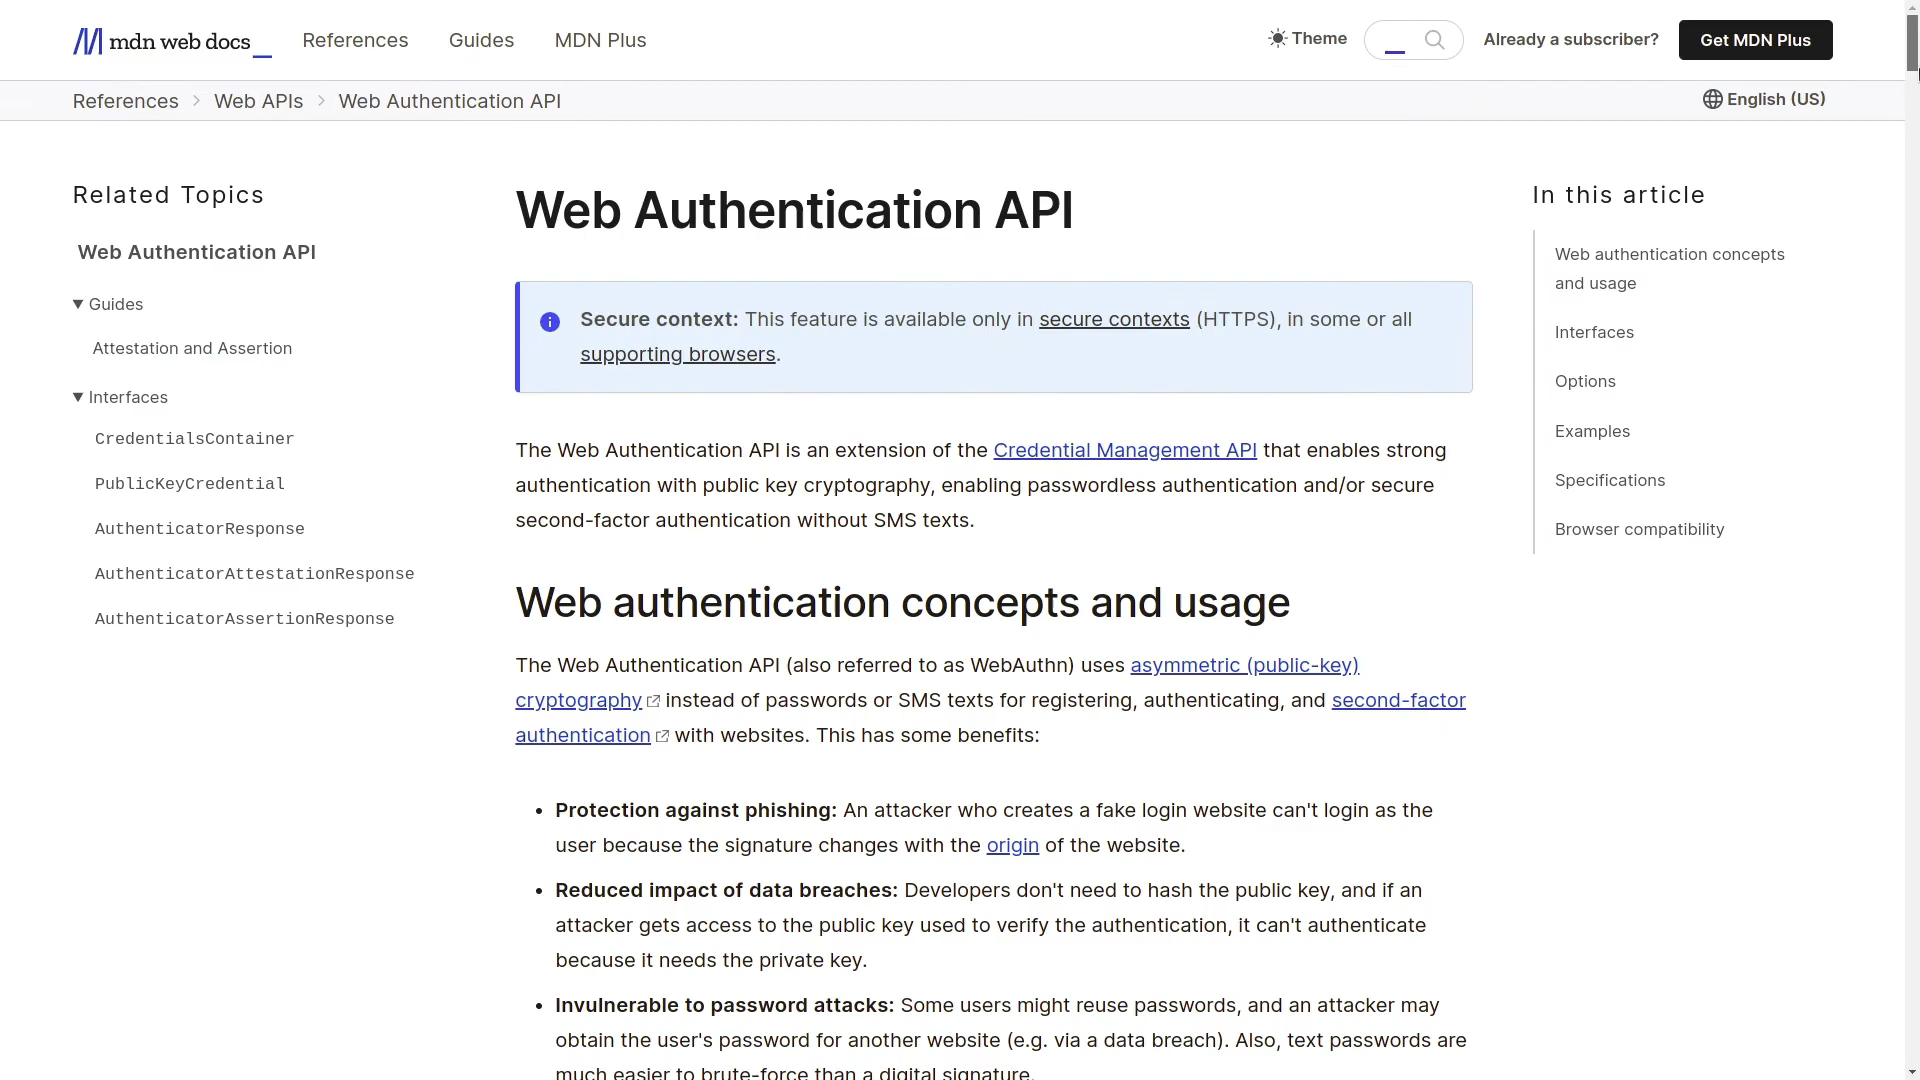 mdn web docs_
References
Guides
MDN Plus
Theme
Already a subscriber?
Get MDN Plus
References
Web APIs
Web Authentication API
English (US)
Related Topics
Web Authentication API
Guides
Attestation and Assertion
Interfaces
CredentialsContainer
PublicKeyCredential
AuthenticatorResponse
AuthenticatorAttestationResponse
AuthenticatorAssertionResponse
Web Authentication API
Secure context: This feature is available only in secure contexts (HTTPS), in some or all
supporting browsers.
The Web Authentication API is an extension of the Credential Management API that enables strong
authentication with public key cryptography, enabling passwordless authentication and/or secure
second-factor authentication without SMS texts.
Web authentication concepts and usage
The Web Authentication API (also referred to as WebAuthn) uses asymmetric (public-key)
cryptography instead of passwords or SMS texts for registering, authenticating, and second-factor
authentication with websites. This has some benefits:
• Protection against phishing: An attacker who creates a fake login website can't login as the
user because the signature changes with the origin of the website.
• Reduced impact of data breaches: Developers don't need to hash the public key, and if an
attacker gets access to the public key used to verify the authentication, it can't authenticate
because it needs the private key.
• Invulnerable to password attacks: Some users might reuse passwords, and an attacker may
obtain the user's password for another website (e.g. via a data breach). Also, text passwords are
much easier to brute-force than a digital signature.
In this article
Web authentication concepts
and usage
Interfaces
Options
Examples
Specifications
Browser compatibility